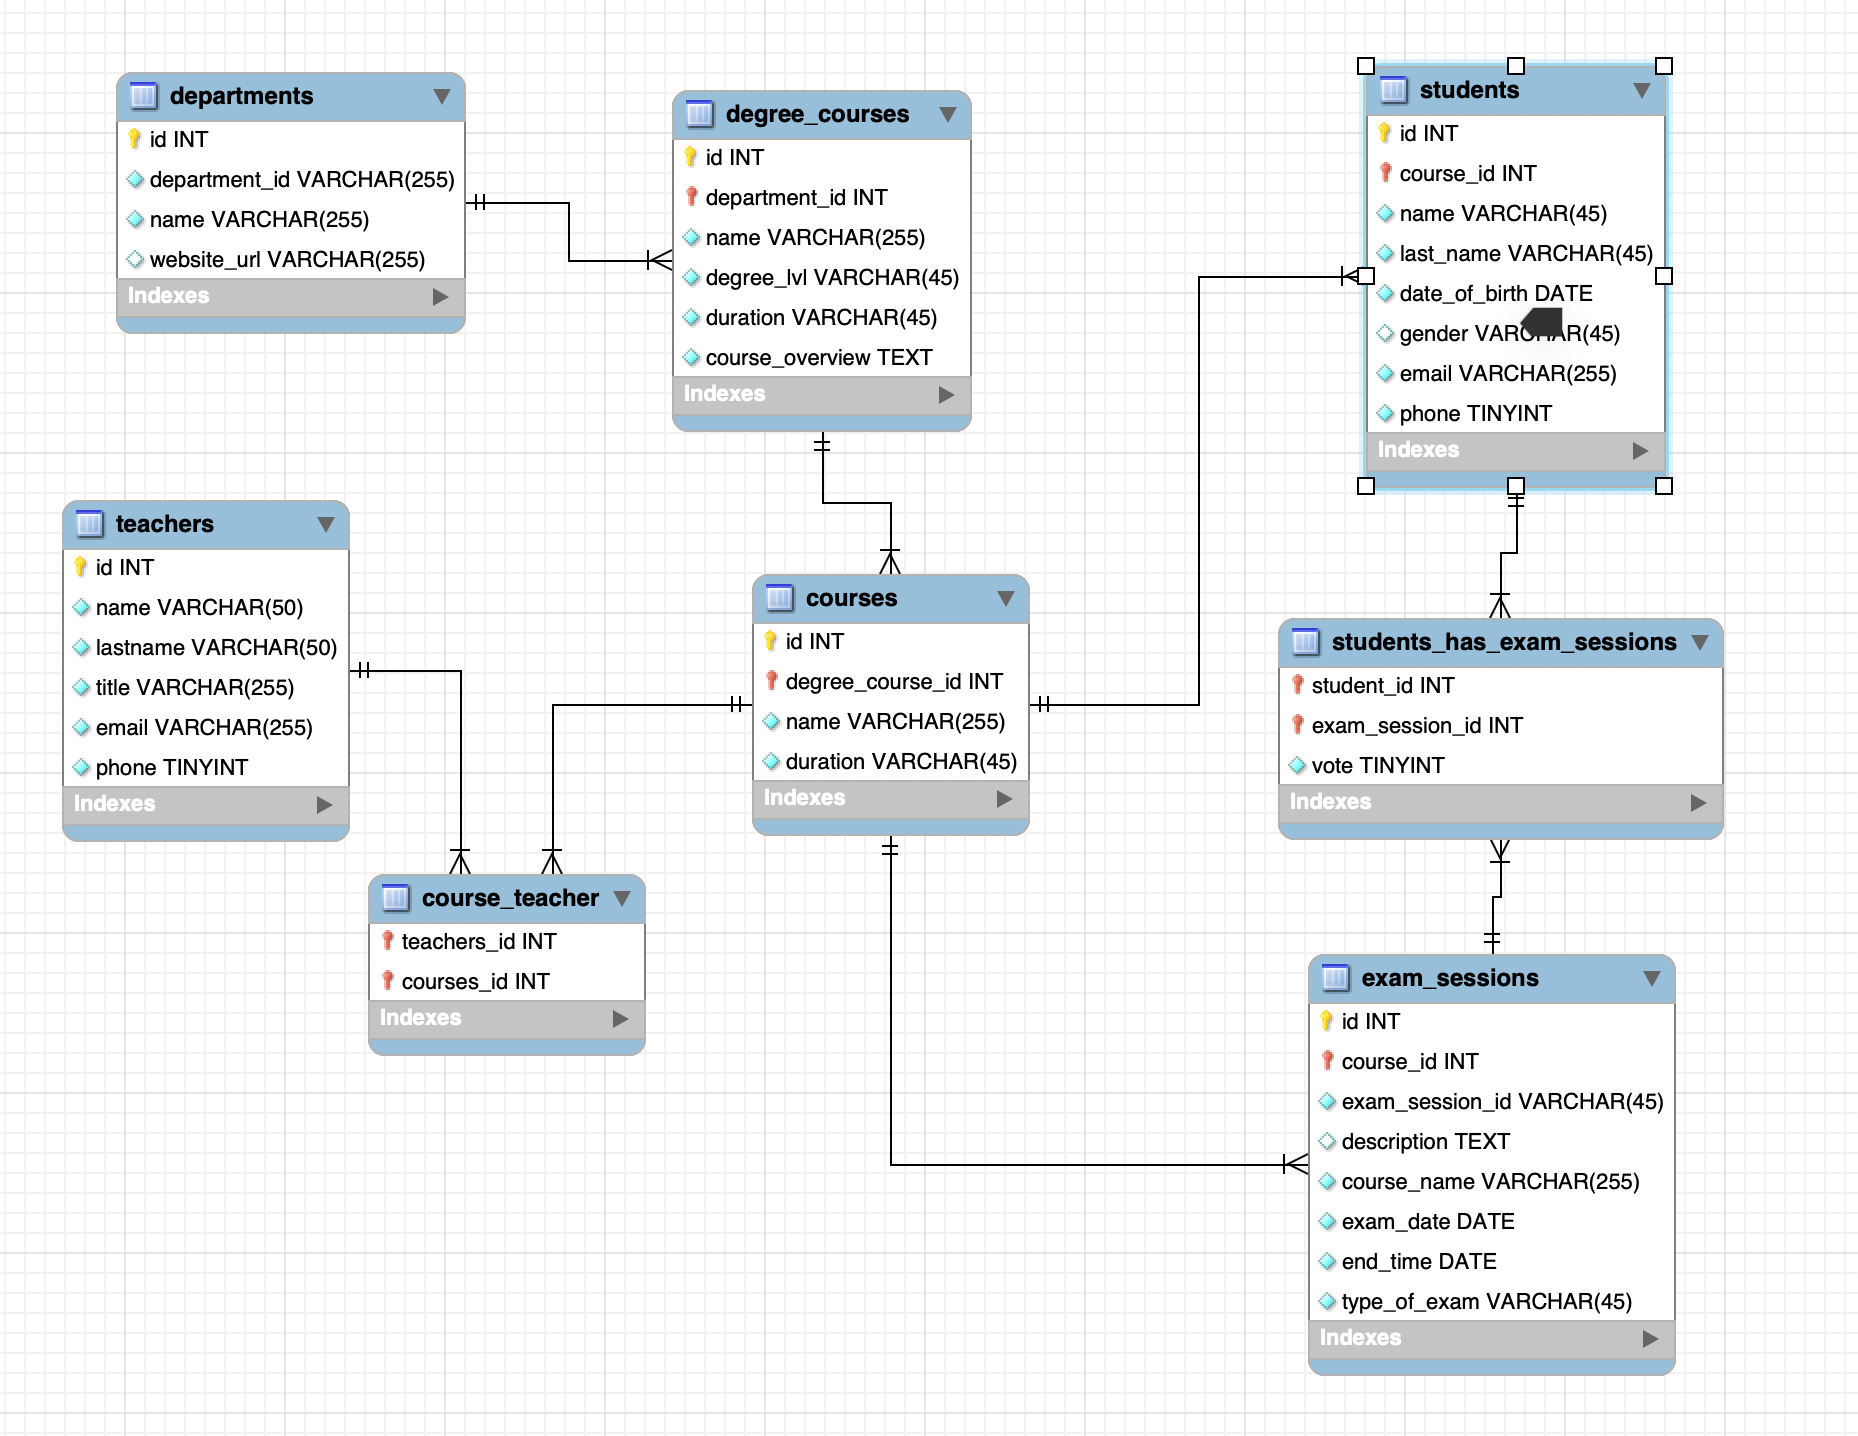 departments
id INT
department_id VARCHAR(255)
name VARCHAR(255)
website_url VARCHAR(255)
Indexes
degree_courses
id INT
department_id INT
name VARCHAR(255)
degree_lvl VARCHAR(45)
duration VARCHAR(45)
course_overview TEXT
Indexes
students
id INT
course_id INT
name VARCHAR(45)
last_name VARCHAR(45)
date_of_birth DATE
gender VARCHAR(45)
email VARCHAR(255)
phone TINYINT
Indexes
teachers
id INT
name VARCHAR(50)
lastname VARCHAR(50)
title VARCHAR(255)
email VARCHAR(255)
phone TINYINT
Indexes
courses
id INT
degree_course_id INT
name VARCHAR(255)
duration VARCHAR(45)
Indexes
students_has_exam_sessions
student_id INT
exam_session_id INT
vote TINYINT
Indexes
course_teacher
teachers_id INT
courses_id INT
Indexes
exam_sessions
id INT
course_id INT
exam_session_id VARCHAR(45)
description TEXT
course_name VARCHAR(255)
exam_date DATE
end_time DATE
type_of_exam VARCHAR(45)
Indexes